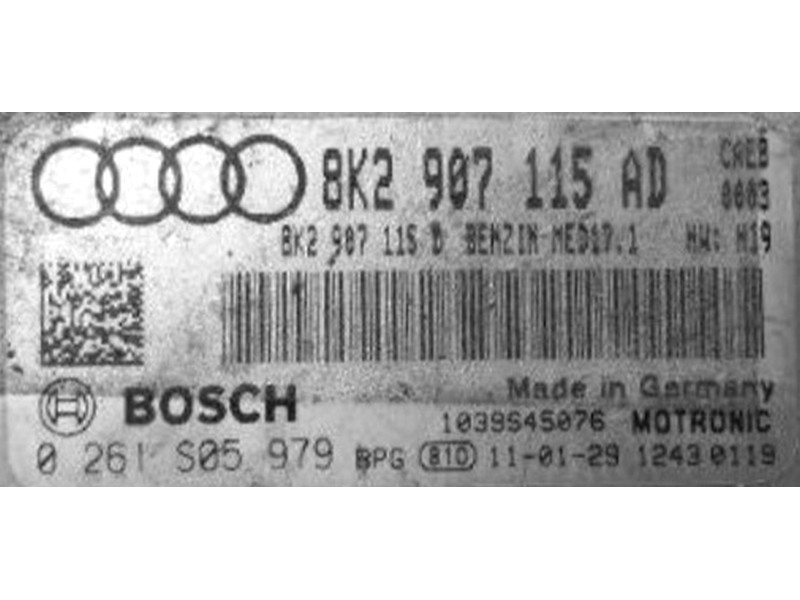 8K2 907 115 AD CAEB
0003
8K2 907 115 D BENZIN MED17.1 HW: H19
Made in Germany
BOSCH 1039S45076 MOTRONIC
0 261 S05 979 BPG 810 11-01-29 1243 0119